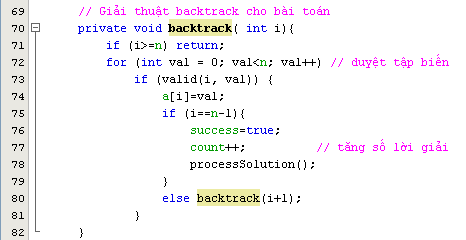 69 // Giải thuật backtrack cho bài toán
70 private void backtrack( int i){
71 if (i>=n) return;
72 for (int val = 0; val<n; val++) // duyệt tập biến
73 if (valid(i, val)) {
74 a[i]=val;
75 if (i==n-1){
76 success=true;
77 count++; // tăng số lời giải
78 processSolution();
79 }
80 else backtrack(i+1);
81 }
82 }